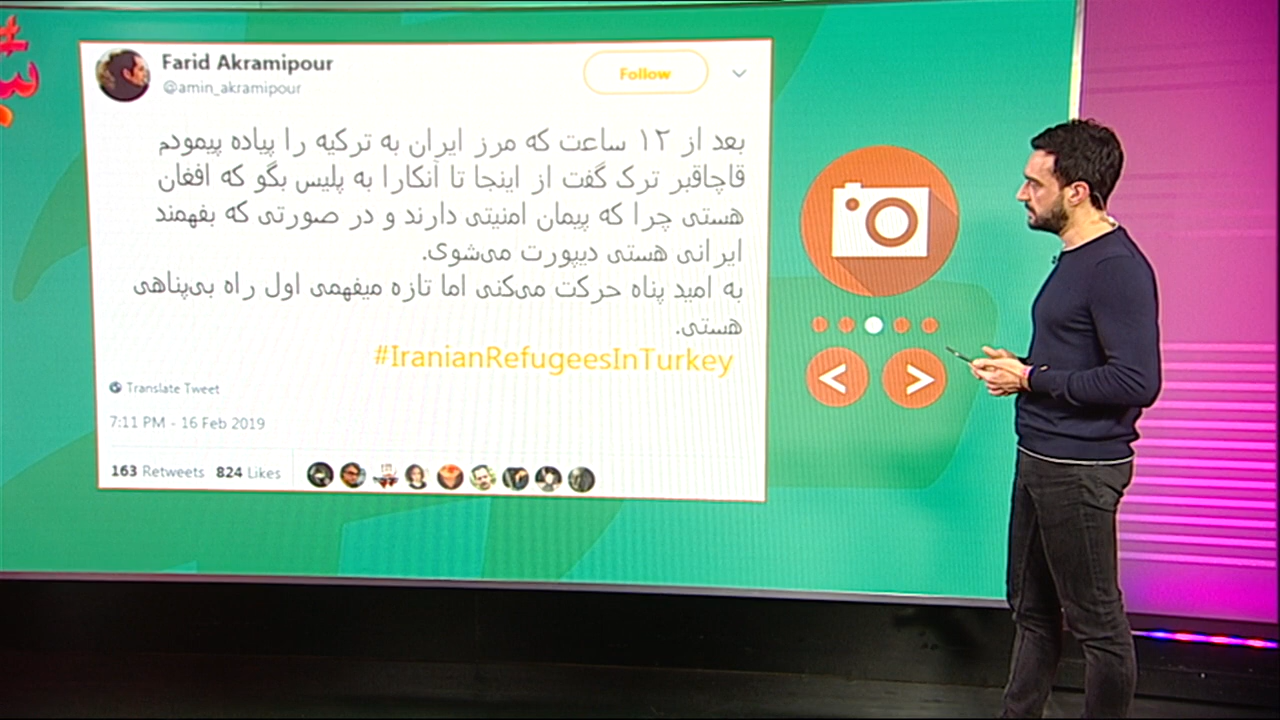 Farid Akramipour
@amin_akramipour
Follow
بعد از ۱۲ ساعت که مرز ایران به ترکیه را پیاده پیمودم
قاچاقبر ترک گفت از اینجا تا آنکارا به پلیس بگو که افغان
هستی چرا که پیمان امنیتی دارند و در صورتی که بفهمند
ایرانی هستی دیپورت می‌شوی.
به امید پناه حرکت می‌کنی اما تازه میفهمی اول راه بی‌پناهی
هستی.
#IranianRefugeesInTurkey
Translate Tweet
7:11 PM - 16 Feb 2019
163 Retweets 824 Likes